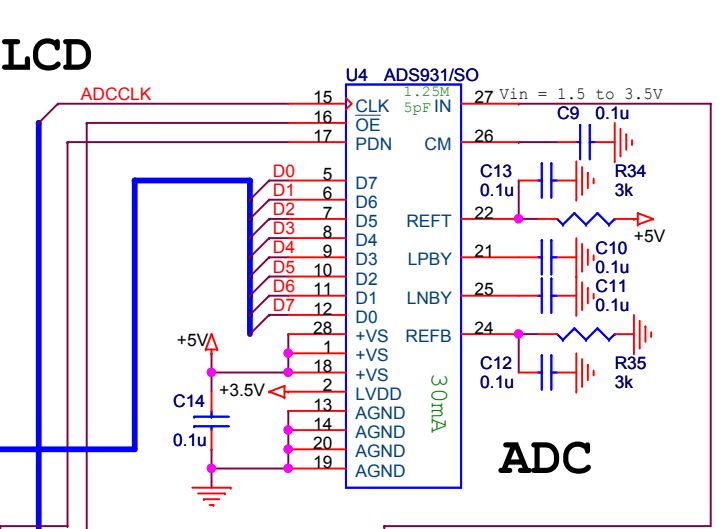 LCD
U4 ADS931/SO
ADCCLK
15 CLK 1.25M IN 27 Vin = 1.5 to 3.5V
16 OE 5pF
C9 0.1u
17 PDN CM 26
C13 0.1u
R34 3k
D0 5 D7
D1 6 D6
D2 7 D5 REFT 22
+5V
D3 8 D4
D4 9 D3 LPBY 21 C10 0.1u
D5 10 D2
D6 11 D1 LNBY 25 C11 0.1u
D7 12 D0
28 +VS REFB 24
+5V
1 +VS
18 +VS
C12 0.1u
R35 3k
+3.5V 2 LVDD
30mA
C14 0.1u
13 AGND
14 AGND
20 AGND
19 AGND
ADC